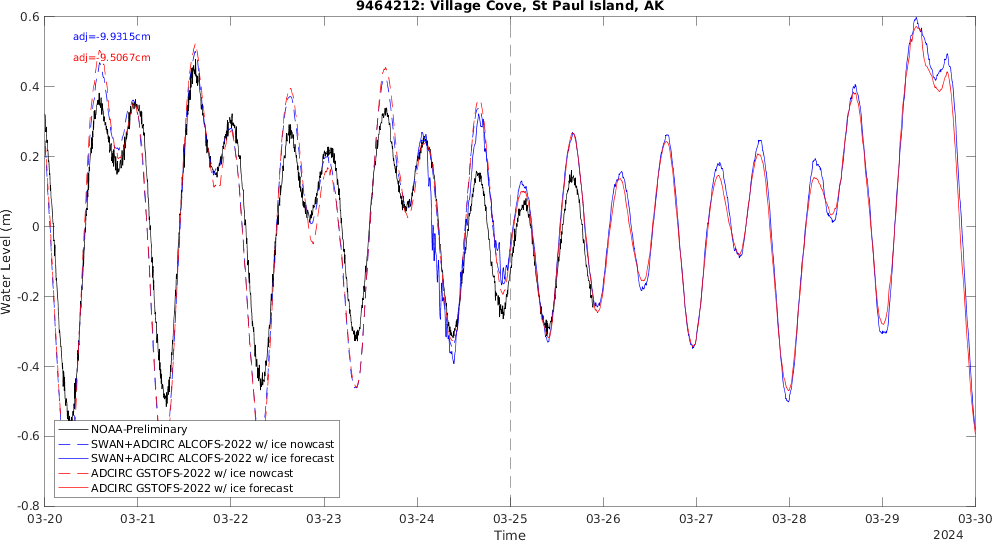 9464212: Village Cove, St Paul Island, AK
adj=-9.9315cm
adj=-9.5067cm
0.6
0.4
0.2
0
-0.2
-0.4
-0.6
-0.8
Water Level (m)
NOAA-Preliminary
SWAN+ADCIRC ALCOFS-2022 w/ ice nowcast
SWAN+ADCIRC ALCOFS-2022 w/ ice forecast
ADCIRC GSTOFS-2022 w/ ice nowcast
ADCIRC GSTOFS-2022 w/ ice forecast
03-20 03-21 03-22 03-23 03-24 03-25 03-26 03-27 03-28 03-29 03-30
Time
2024